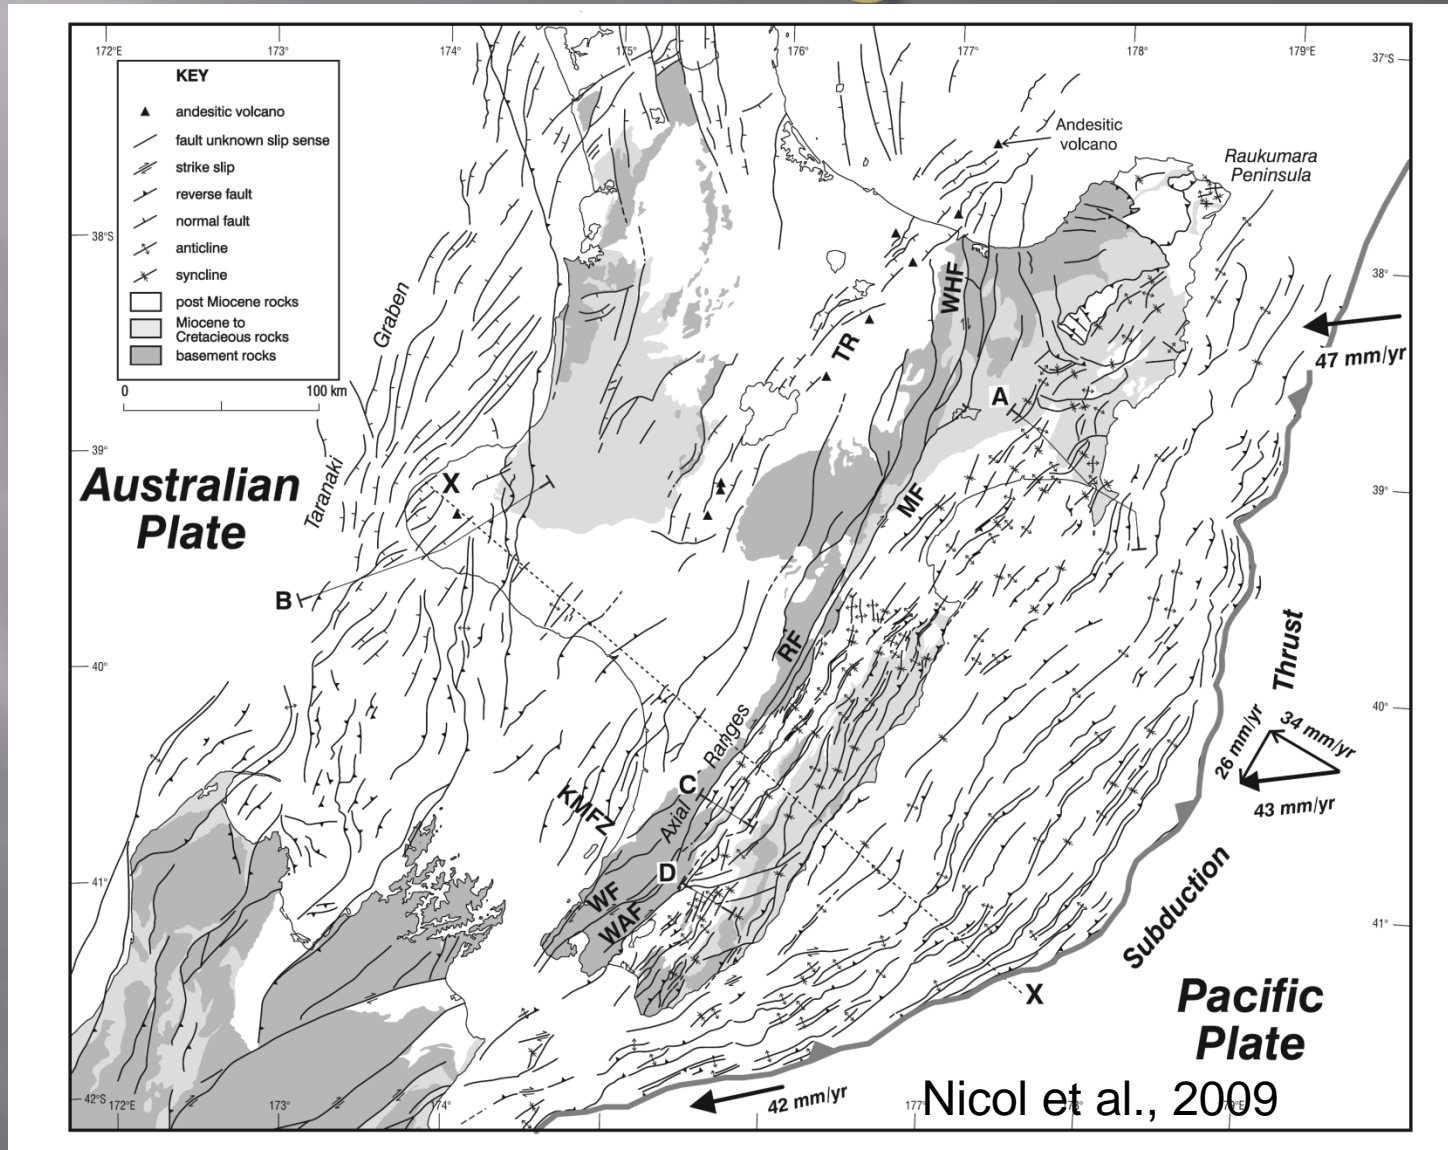 172°E
173°
174°
175°
176°
177°
178°
179°E
37°S
KEY
andesitic volcano
fault unknown slip sense
strike slip
reverse fault
normal fault
anticline
syncline
post Miocene rocks
Miocene to
Cretacieous rocks
basement rocks
0
100 km
Andesitic
volcano
Raukumara
Peninsula
38°S
38°
Graben
WHF
47 mm/yr
TR
A
39°
39°
Australian
Plate
Taranaki
X
MF
B
RF
40°
40°
Thrust
Ranges
26 mm/yr
34 mm/yr
43 mm/yr
C
KMFZ
Axial
D
41°
41°
WF
WAF
Subduction
X
Pacific
Plate
42 mm/yr
Nicol et al., 2009
42°S
172°E
173°
174°
177°